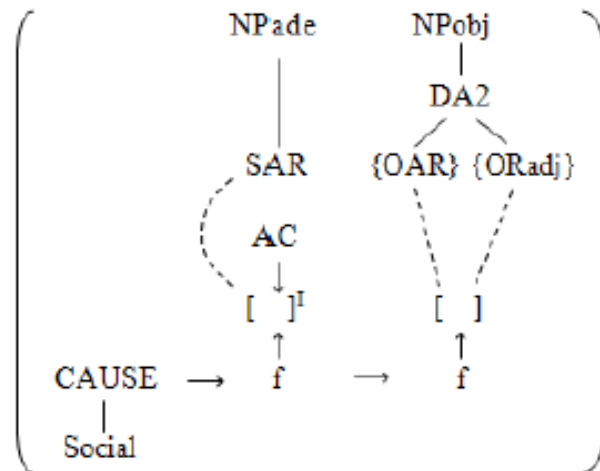 NPade NPobj
DA2
SAR {OAR} {ORadj}
AC
[ ]I [ ]
CAUSE → f → f
Social